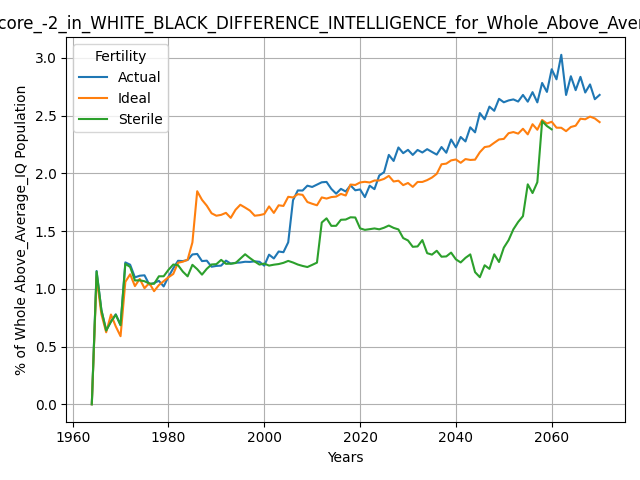 core_-2_in_WHITE_BLACK_DIFFERENCE_INTELLIGENCE_for_Whole_Above_Aver
Fertility
Actual
Ideal
Sterile
% of Whole Above_Average_IQ Population
3.0
2.5
2.0
1.5
1.0
0.5
0.0
1960 1980 2000 2020 2040 2060
Years